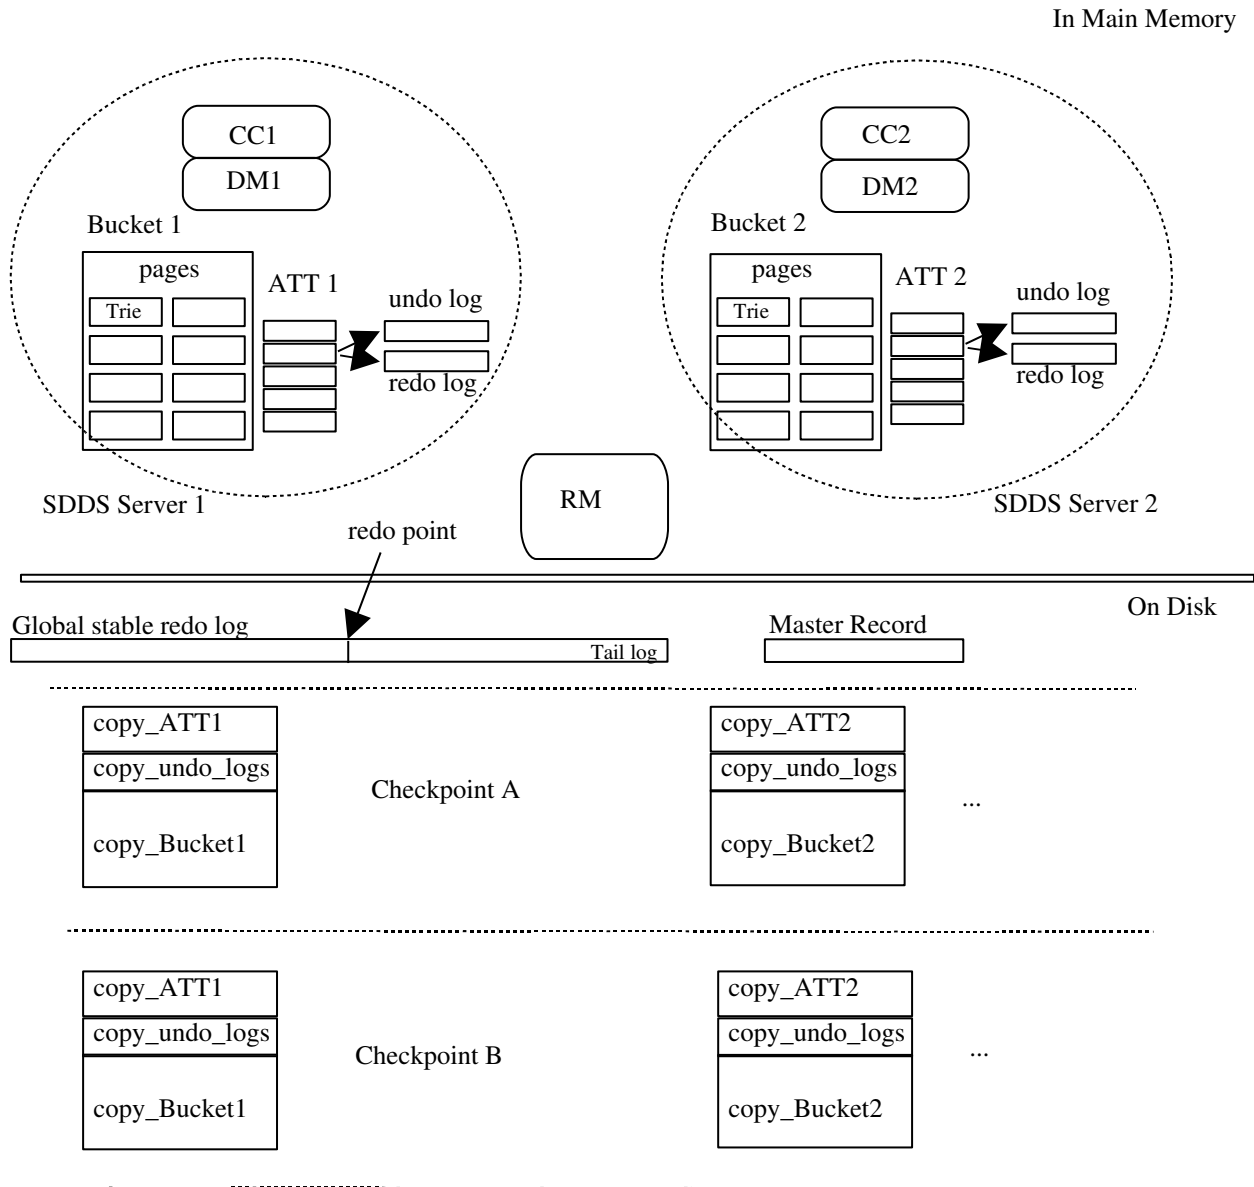 In Main Memory
CC1
DM1
CC2
DM2
Bucket 1
pages
Trie
ATT 1
undo log
redo log
Bucket 2
pages
Trie
ATT 2
undo log
redo log
SDDS Server 1
RM
SDDS Server 2
redo point
On Disk
Global stable redo log
Tail log
Master Record
copy_ATT1
copy_undo_logs
copy_Bucket1
Checkpoint A
copy_ATT2
copy_undo_logs
copy_Bucket2
...
copy_ATT1
copy_undo_logs
copy_Bucket1
Checkpoint B
copy_ATT2
copy_undo_logs
copy_Bucket2
...